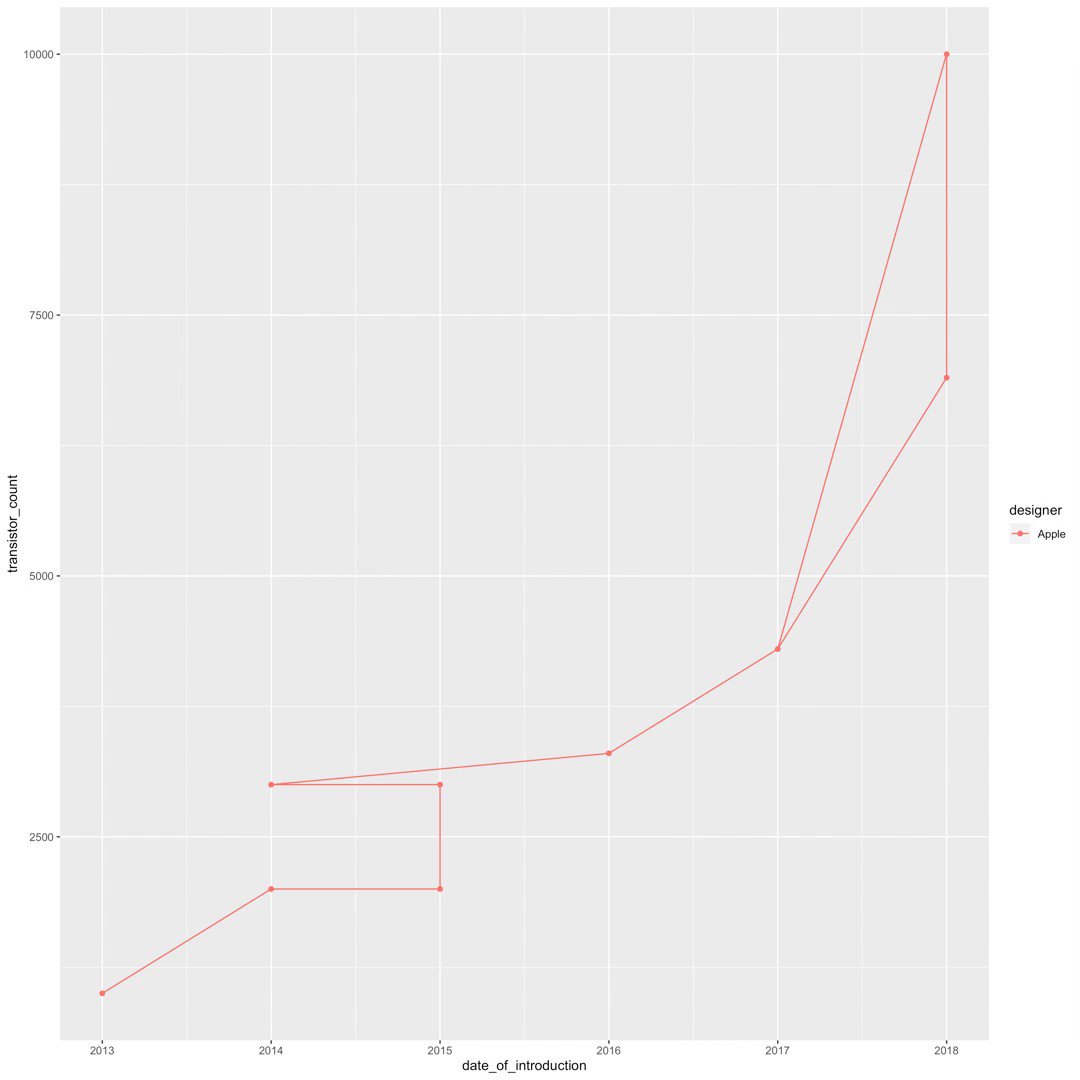 10000
7500
5000
2500
transistor_count
2013 2014 2015 2016 2017 2018
date_of_introduction
designer
Apple